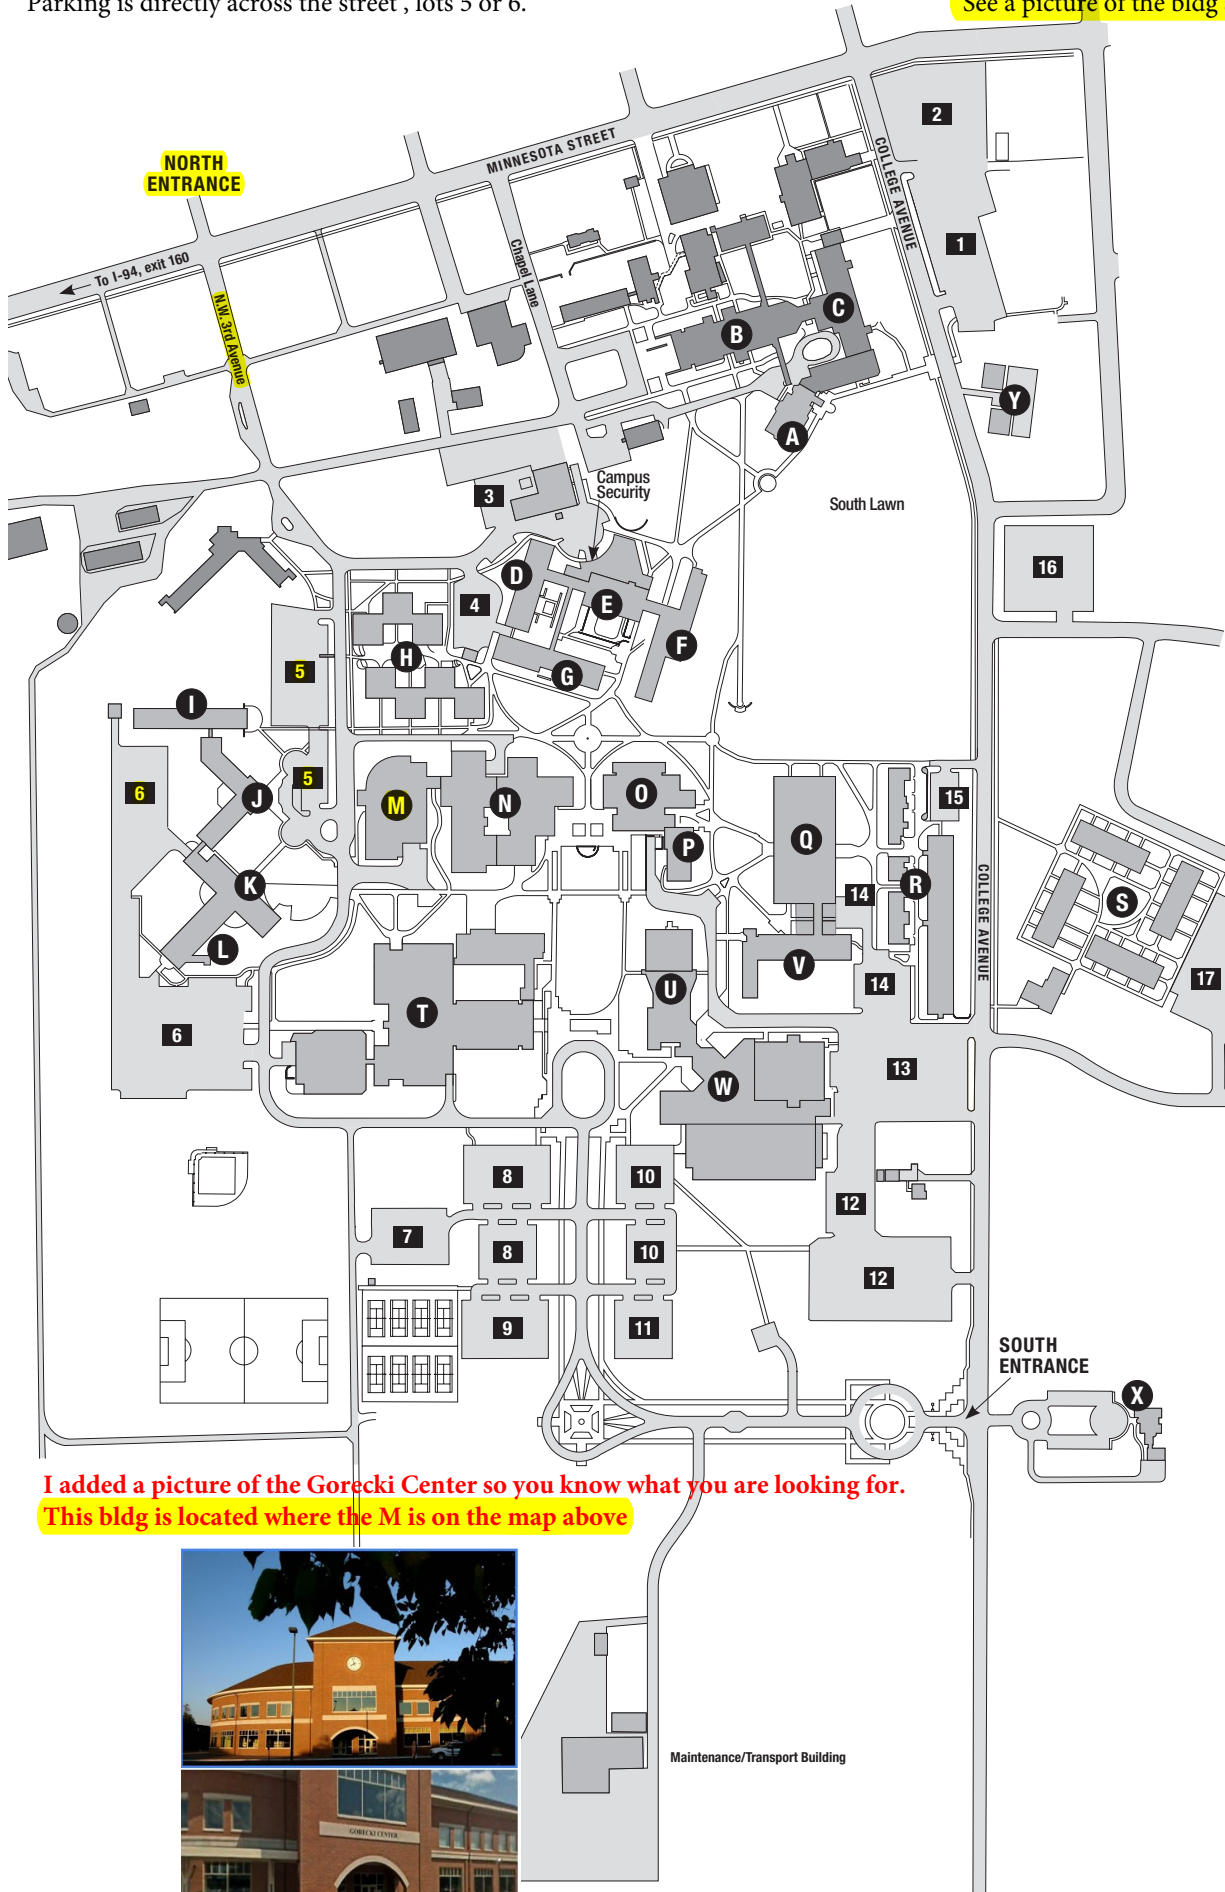 Parking is directly across the street , lots 5 or 6.
See a picture of the bldg
2
NORTH
ENTRANCE
MINNESOTA STREET
COLLEGE AVENUE
1
To I-94, exit 160
Chapel Lane
N.W. 3rd Avenue
C
B
Y
A
3
Campus
Security
South Lawn
16
D
4
E
F
H
5
G
I
6
5
J
M
N
O
15
Q
P
K
R
14
S
COLLEGE AVENUE
L
V
U
14
17
6
T
13
W
8
10
12
7
8
10
12
9
11
SOUTH
ENTRANCE
X
I added a picture of the Gorecki Center so you know what you are looking for.
This bldg is located where the M is on the map above
Maintenance/Transport Building
GORECKI CENTER